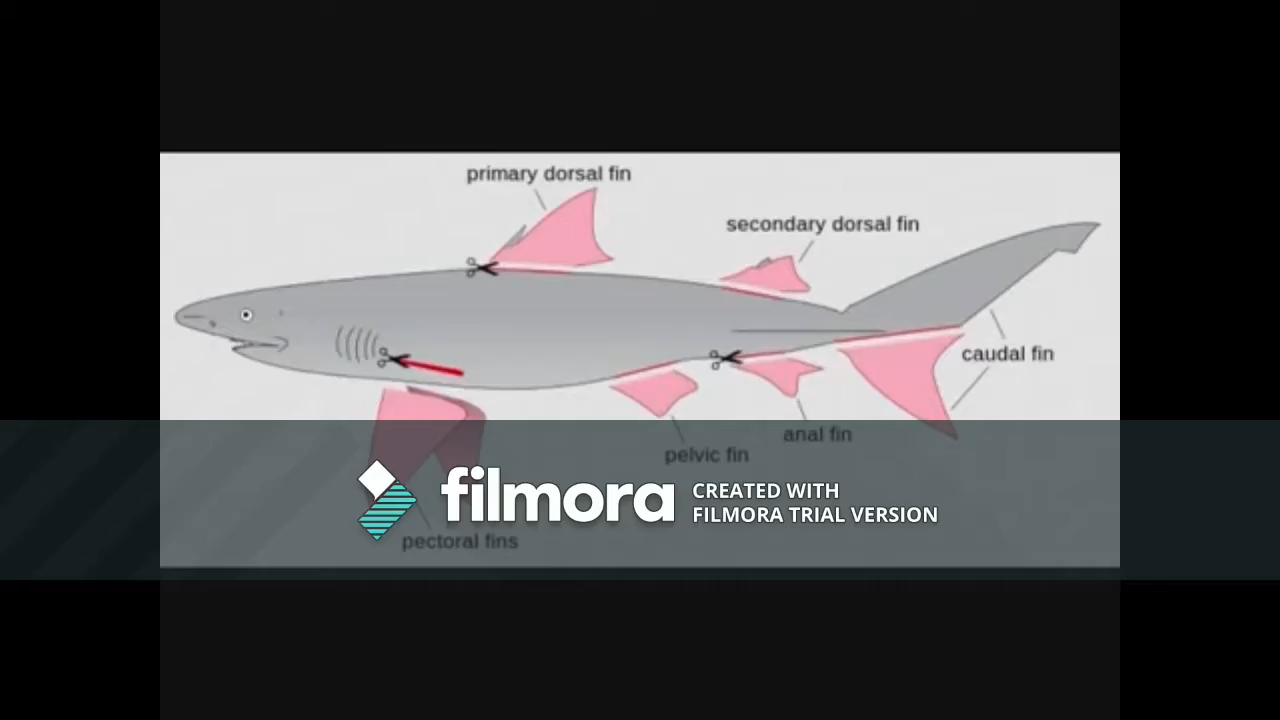 primary dorsal fin
secondary dorsal fin
caudal fin
anal fin
pelvic fin
filmora
CREATED WITH
FILMORA TRIAL VERSION
pectoral fins